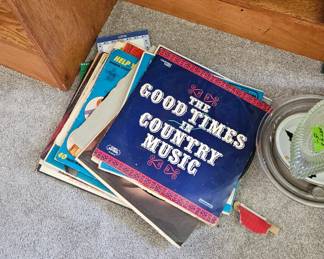 HELP
THE
GOOD TIMES
IN
COUNTRY
MUSIC